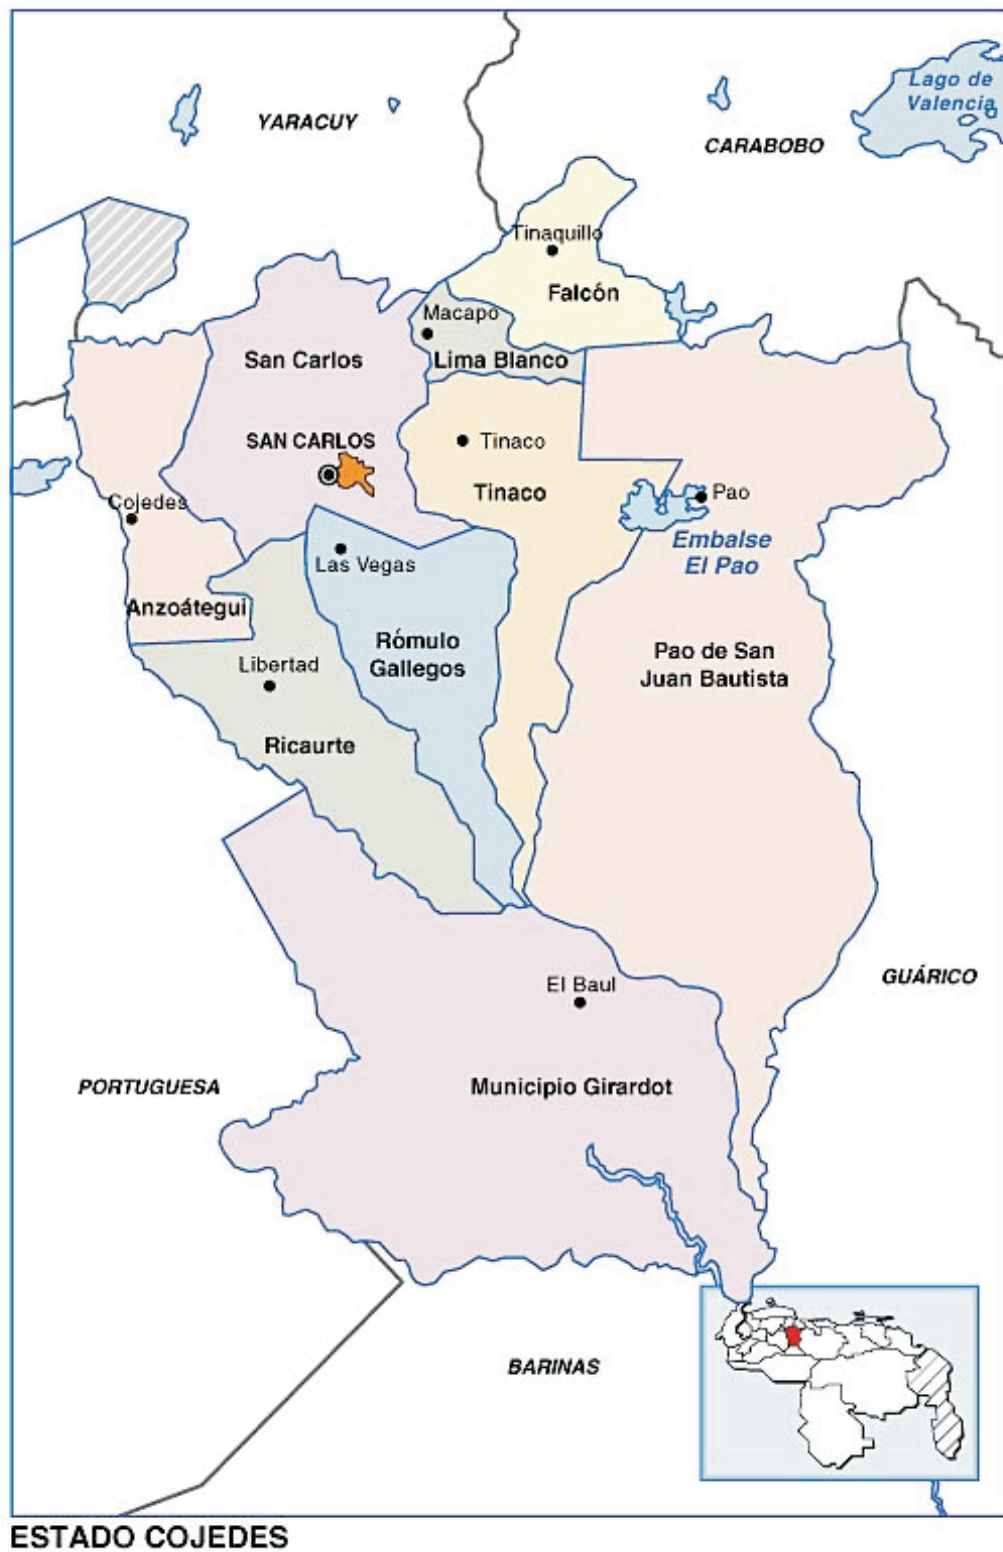 Lago de
Valencia
YARACUY
CARABOBO
Tinaquillo
Falcón
Macapo
San Carlos
Lima Blanco
SAN CARLOS
Tinaco
Tinaco
Pao
Cojedes
Embalse
El Pao
Las Vegas
Anzoátegui
Rómulo
Gallegos
Pao de San
Juan Bautista
Libertad
Ricaurte
GUÁRICO
El Baul
PORTUGUESA
Municipio Girardot
BARINAS
ESTADO COJEDES